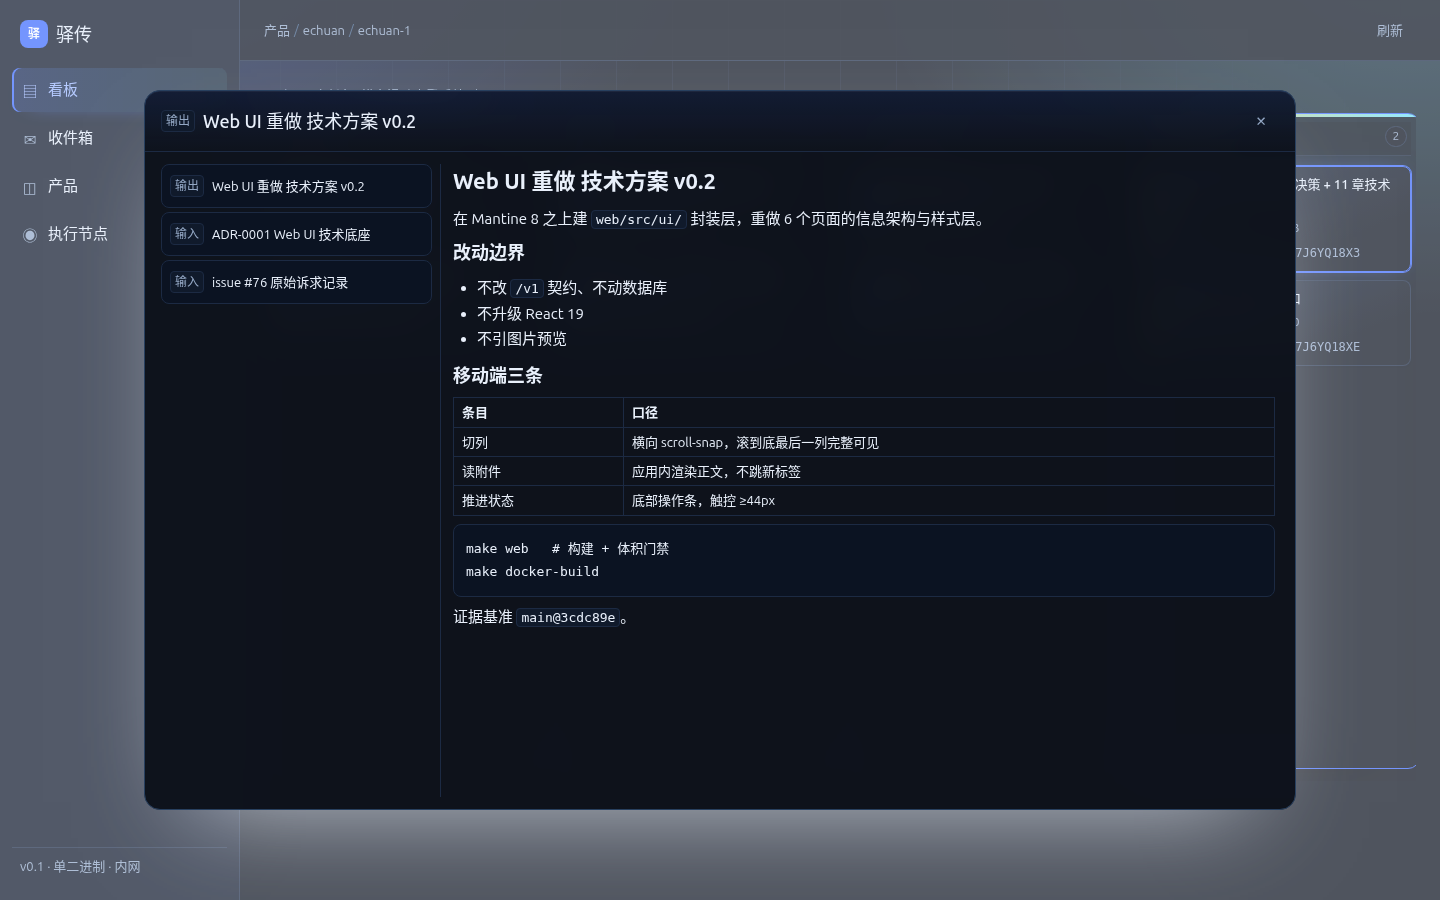 驿 驿传
看板
收件箱
产品
执行节点
v0.1 · 单二进制 · 内网
产品 / echuan / echuan-1
刷新
输出 Web UI 重做 技术方案 v0.2 ×
输出 Web UI 重做 技术方案 v0.2
输入 ADR-0001 Web UI 技术底座
输入 issue #76 原始诉求记录
Web UI 重做 技术方案 v0.2
在 Mantine 8 之上建 web/src/ui/ 封装层，重做 6 个页面的信息架构与样式层。
改动边界
• 不改 /v1 契约、不动数据库
• 不升级 React 19
• 不引图片预览
移动端三条
条目 口径
切列 横向 scroll-snap，滚到底最后一列完整可见
读附件 应用内渲染正文，不跳新标签
推进状态 底部操作条，触控 ≥44px
make web   # 构建 + 体积门禁
make docker-build
证据基准 main@3cdc89e。
2
决策 + 11 章技术
7J6YQ18X3
7J6YQ18XE